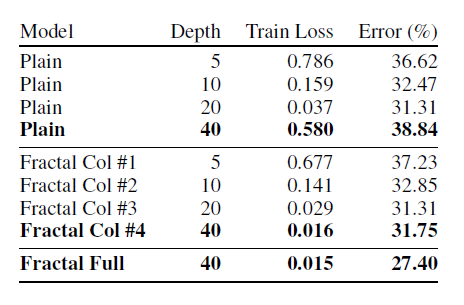 Model Depth Train Loss Error (%)
Plain 5 0.786 36.62
Plain 10 0.159 32.47
Plain 20 0.037 31.31
Plain 40 0.580 38.84
Fractal Col #1 5 0.677 37.23
Fractal Col #2 10 0.141 32.85
Fractal Col #3 20 0.029 31.31
Fractal Col #4 40 0.016 31.75
Fractal Full 40 0.015 27.40